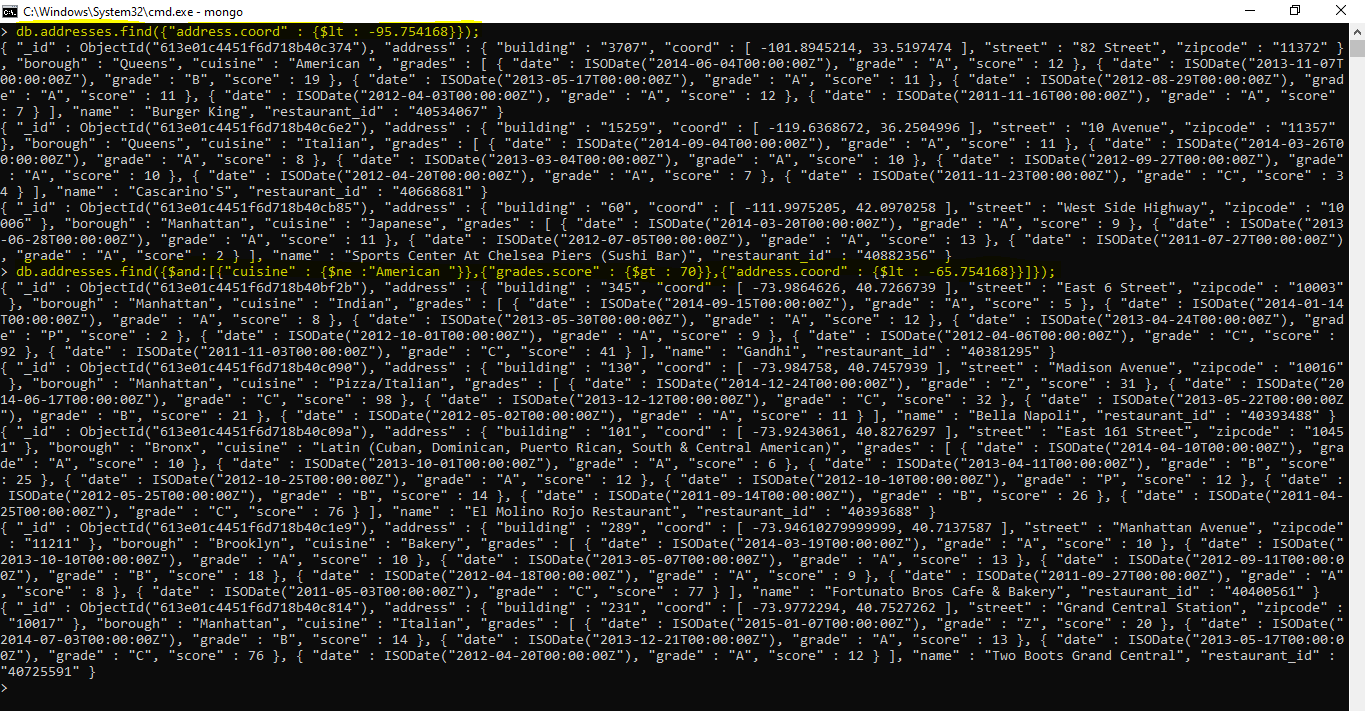 C:\Windows\System32\cmd.exe - mongo
> db.addresses.find({"address.coord" : {$lt : -95.754168}});
{ "_id" : ObjectId("613e01c4451f6d718b40c374"), "address" : { "building" : "3707", "coord" : [ -101.8945214, 33.5197474 ], "street" : "82 Street", "zipcode" : "11372" }
, "borough" : "Queens", "cuisine" : "American ", "grades" : [ { "date" : ISODate("2014-06-04T00:00:00Z"), "grade" : "A", "score" : 12 }, { "date" : ISODate("2013-11-07T
00:00:00Z"), "grade" : "B", "score" : 19 }, { "date" : ISODate("2013-05-17T00:00:00Z"), "grade" : "A", "score" : 11 }, { "date" : ISODate("2012-08-29T00:00:00Z"), "grad
e" : "A", "score" : 11 }, { "date" : ISODate("2012-04-03T00:00:00Z"), "grade" : "A", "score" : 12 }, { "date" : ISODate("2011-11-16T00:00:00Z"), "grade" : "A", "score"
: 7 } ], "name" : "Burger King", "restaurant_id" : "40534067" }
{ "_id" : ObjectId("613e01c4451f6d718b40c6e2"), "address" : { "building" : "15259", "coord" : [ -119.6368672, 36.2504996 ], "street" : "10 Avenue", "zipcode" : "11357"
}, "borough" : "Queens", "cuisine" : "Italian", "grades" : [ { "date" : ISODate("2014-09-04T00:00:00Z"), "grade" : "A", "score" : 11 }, { "date" : ISODate("2014-03-26T0
0:00:00Z"), "grade" : "A", "score" : 8 }, { "date" : ISODate("2013-03-04T00:00:00Z"), "grade" : "A", "score" : 10 }, { "date" : ISODate("2012-09-27T00:00:00Z"), "grade"
 : "A", "score" : 10 }, { "date" : ISODate("2012-04-20T00:00:00Z"), "grade" : "A", "score" : 7 }, { "date" : ISODate("2011-11-23T00:00:00Z"), "grade" : "C", "score" : 3
4 } ], "name" : "Cascarino'S", "restaurant_id" : "40668681" }
{ "_id" : ObjectId("613e01c4451f6d718b40cb85"), "address" : { "building" : "60", "coord" : [ -111.9975205, 42.0970258 ], "street" : "West Side Highway", "zipcode" : "10
006" }, "borough" : "Manhattan", "cuisine" : "Japanese", "grades" : [ { "date" : ISODate("2014-03-20T00:00:00Z"), "grade" : "A", "score" : 9 }, { "date" : ISODate("2013
-06-28T00:00:00Z"), "grade" : "A", "score" : 11 }, { "date" : ISODate("2012-07-05T00:00:00Z"), "grade" : "A", "score" : 13 }, { "date" : ISODate("2011-07-27T00:00:00Z")
, "grade" : "A", "score" : 2 } ], "name" : "Sports Center At Chelsea Piers (Sushi Bar)", "restaurant_id" : "40882356" }
> db.addresses.find({$and:[{"cuisine" : {$ne :"American "}},{"grades.score" : {$gt : 70}},{"address.coord" : {$lt : -65.754168}}]});
{ "_id" : ObjectId("613e01c4451f6d718b40bf2b"), "address" : { "building" : "345", "coord" : [ -73.9864626, 40.7266739 ], "street" : "East 6 Street", "zipcode" : "10003"
 }, "borough" : "Manhattan", "cuisine" : "Indian", "grades" : [ { "date" : ISODate("2014-09-15T00:00:00Z"), "grade" : "A", "score" : 5 }, { "date" : ISODate("2014-01-14
T00:00:00Z"), "grade" : "A", "score" : 8 }, { "date" : ISODate("2013-05-30T00:00:00Z"), "grade" : "A", "score" : 12 }, { "date" : ISODate("2013-04-24T00:00:00Z"), "grad
e" : "P", "score" : 2 }, { "date" : ISODate("2012-10-01T00:00:00Z"), "grade" : "A", "score" : 9 }, { "date" : ISODate("2012-04-06T00:00:00Z"), "grade" : "C", "score" :
92 }, { "date" : ISODate("2011-11-03T00:00:00Z"), "grade" : "C", "score" : 41 } ], "name" : "Gandhi", "restaurant_id" : "40381295" }
{ "_id" : ObjectId("613e01c4451f6d718b40c090"), "address" : { "building" : "130", "coord" : [ -73.984758, 40.7457939 ], "street" : "Madison Avenue", "zipcode" : "10016"
 }, "borough" : "Manhattan", "cuisine" : "Pizza/Italian", "grades" : [ { "date" : ISODate("2014-12-24T00:00:00Z"), "grade" : "Z", "score" : 31 }, { "date" : ISODate("20
14-06-17T00:00:00Z"), "grade" : "C", "score" : 98 }, { "date" : ISODate("2013-12-12T00:00:00Z"), "grade" : "C", "score" : 32 }, { "date" : ISODate("2013-05-22T00:00:00Z
"), "grade" : "B", "score" : 21 }, { "date" : ISODate("2012-05-02T00:00:00Z"), "grade" : "A", "score" : 11 } ], "name" : "Bella Napoli", "restaurant_id" : "40393488" }
{ "_id" : ObjectId("613e01c4451f6d718b40c09a"), "address" : { "building" : "101", "coord" : [ -73.9243061, 40.8276297 ], "street" : "East 161 Street", "zipcode" : "1045
1" }, "borough" : "Bronx", "cuisine" : "Latin (Cuban, Dominican, Puerto Rican, South & Central American)", "grades" : [ { "date" : ISODate("2014-04-10T00:00:00Z"), "gra
de" : "A", "score" : 10 }, { "date" : ISODate("2013-10-01T00:00:00Z"), "grade" : "A", "score" : 6 }, { "date" : ISODate("2013-04-11T00:00:00Z"), "grade" : "B", "score"
: 25 }, { "date" : ISODate("2012-10-25T00:00:00Z"), "grade" : "A", "score" : 12 }, { "date" : ISODate("2012-10-10T00:00:00Z"), "grade" : "P", "score" : 12 }, { "date" :
 ISODate("2012-05-25T00:00:00Z"), "grade" : "B", "score" : 14 }, { "date" : ISODate("2011-09-14T00:00:00Z"), "grade" : "B", "score" : 26 }, { "date" : ISODate("2011-04-
25T00:00:00Z"), "grade" : "C", "score" : 76 } ], "name" : "El Molino Rojo Restaurant", "restaurant_id" : "40393688" }
{ "_id" : ObjectId("613e01c4451f6d718b40c1e9"), "address" : { "building" : "289", "coord" : [ -73.94610279999999, 40.7137587 ], "street" : "Manhattan Avenue", "zipcode"
 : "11211" }, "borough" : "Brooklyn", "cuisine" : "Bakery", "grades" : [ { "date" : ISODate("2014-03-19T00:00:00Z"), "grade" : "A", "score" : 10 }, { "date" : ISODate("
2013-10-10T00:00:00Z"), "grade" : "A", "score" : 10 }, { "date" : ISODate("2013-05-07T00:00:00Z"), "grade" : "A", "score" : 13 }, { "date" : ISODate("2012-09-11T00:00:0
0Z"), "grade" : "B", "score" : 18 }, { "date" : ISODate("2012-04-18T00:00:00Z"), "grade" : "A", "score" : 9 }, { "date" : ISODate("2011-09-27T00:00:00Z"), "grade" : "A"
, "score" : 8 }, { "date" : ISODate("2011-05-03T00:00:00Z"), "grade" : "C", "score" : 77 } ], "name" : "Fortunato Bros Cafe & Bakery", "restaurant_id" : "40400561" }
{ "_id" : ObjectId("613e01c4451f6d718b40c814"), "address" : { "building" : "231", "coord" : [ -73.9772294, 40.7527262 ], "street" : "Grand Central Station", "zipcode" :
 "10017" }, "borough" : "Manhattan", "cuisine" : "Italian", "grades" : [ { "date" : ISODate("2015-01-07T00:00:00Z"), "grade" : "Z", "score" : 20 }, { "date" : ISODate("
2014-07-03T00:00:00Z"), "grade" : "B", "score" : 14 }, { "date" : ISODate("2013-12-21T00:00:00Z"), "grade" : "A", "score" : 13 }, { "date" : ISODate("2013-05-17T00:00:0
0Z"), "grade" : "C", "score" : 76 }, { "date" : ISODate("2012-04-20T00:00:00Z"), "grade" : "A", "score" : 12 } ], "name" : "Two Boots Grand Central", "restaurant_id" :
"40725591" }
>